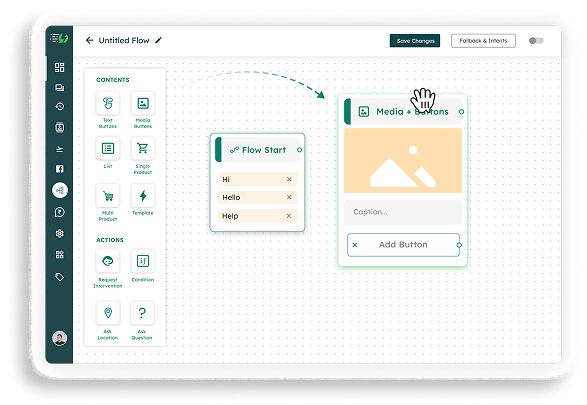 Untitled Flow
Save Changes
Fallback & Intents
CONTENTS
Text
Buttons
Media
Buttons
List
Single
Product
Multi
Product
Template
ACTIONS
Request
Intervention
Condition
Ask
Location
Ask
Question
Flow Start
Hi
Hello
Help
Media + Buttons
Caption...
Add Button